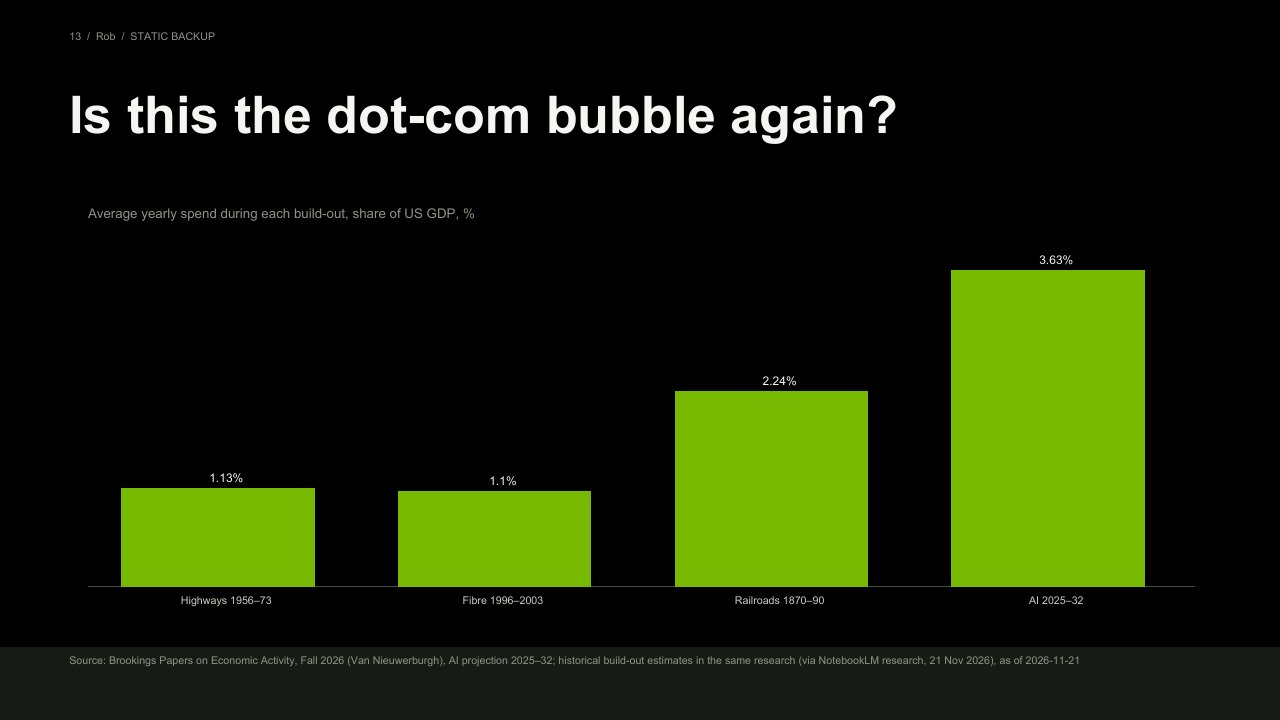 13 / Rob / STATIC BACKUP
Is this the dot-com bubble again?
Average yearly spend during each build-out, share of US GDP, %
3.63%
2.24%
1.13%
1.1%
Highways 1956–73
Fibre 1996–2003
Railroads 1870–90
AI 2025–32
Source: Brookings Papers on Economic Activity, Fall 2026 (Van Nieuwerburgh), AI projection 2025–32; historical build-out estimates in the same research (via NotebookLM research, 21 Nov 2026), as of 2026-11-21